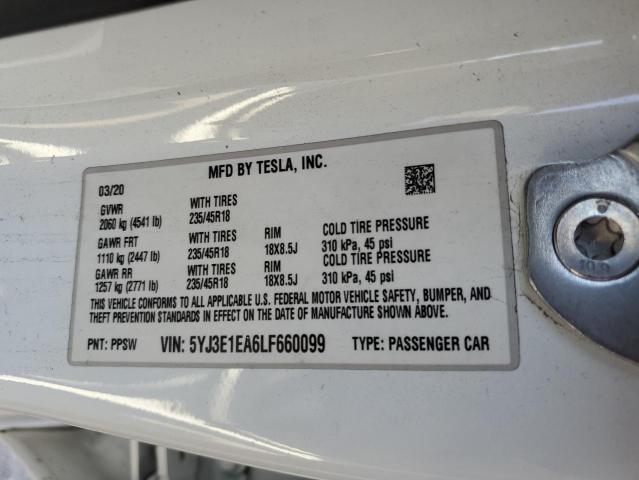 MFD BY TESLA, INC.
03/20
GVWR WITH TIRES
2060 kg (4541 lb) 235/45R18
GAWR FRT WITH TIRES RIM COLD TIRE PRESSURE
1110 kg (2447 lb) 235/45R18 18X8.5J 310 kPa, 45 psi
GAWR RR WITH TIRES RIM COLD TIRE PRESSURE
1257 kg (2771 lb) 235/45R18 18X8.5J 310 kPa, 45 psi
THIS VEHICLE CONFORMS TO ALL APPLICABLE U.S. FEDERAL MOTOR VEHICLE SAFETY, BUMPER, AND
THEFT PREVENTION STANDARDS IN EFFECT ON THE DATE OF MANUFACTURE SHOWN ABOVE.
PNT: PPSW VIN: 5YJ3E1EA6LF660099 TYPE: PASSENGER CAR
10.9